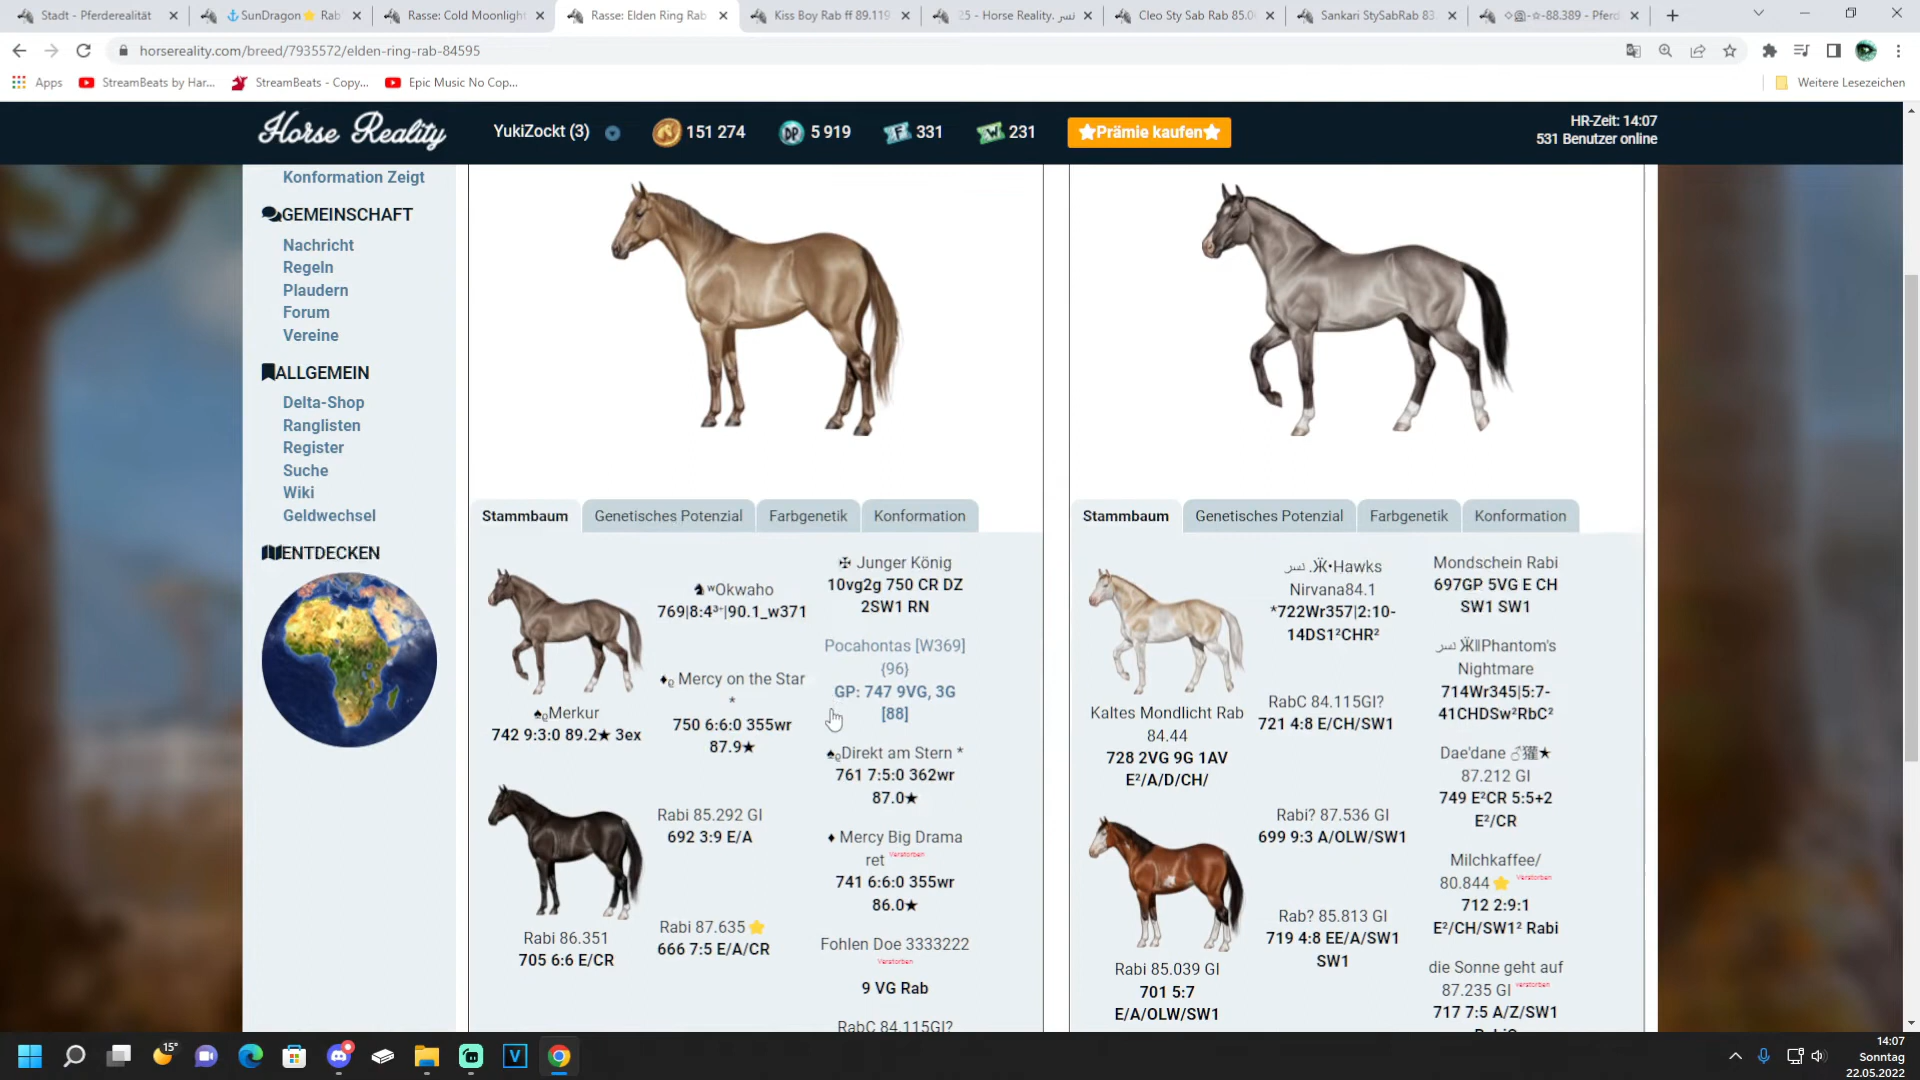 Stadt - Pferderealität
⚓SunDragon⭐ Rab
Rasse: Cold Moonlight
Rasse: Elden Ring Rab
Kiss Boy Rab ff 89.119
25 - Horse Reality. نسر
Cleo Sty Sab Rab 85.0
Sankari StySabRab 83.
-88.389 - Pferd
horsereality.com/breed/7935572/elden-ring-rab-84595
Apps
StreamBeats by Har...
StreamBeats - Copy...
Epic Music No Cop...
Weitere Lesezeichen
Horse Reality
YukiZockt (3)
151 274
DP 5 919
F 331
W 231
⭐Prämie kaufen⭐
HR-Zeit: 14:07
531 Benutzer online
Konformation Zeigt
GEMEINSCHAFT
Nachricht
Regeln
Plaudern
Forum
Vereine
ALLGEMEIN
Delta-Shop
Ranglisten
Register
Suche
Wiki
Geldwechsel
ENTDECKEN
Stammbaum
Genetisches Potenzial
Farbgenetik
Konformation
♠ƍMerkur
742 9:3:0 89.2★ 3ex
Rabi 86.351
705 6:6 E/CR
♞ʷOkwaho
769|8:4³⁻|90.1_w371
♦ƍ Mercy on the Star
*
750 6:6:0 355wr
87.9★
Rabi 85.292 GI
692 3:9 E/A
Rabi 87.635 ⭐
666 7:5 E/A/CR
✠ Junger König
10vg2g 750 CR DZ
2SW1 RN
Pocahontas [W369]
{96}
GP: 747 9VG, 3G
[88]
♠ƍDirekt am Stern *
761 7:5:0 362wr
87.0★
♦ Mercy Big Drama
ret Verstorben
741 6:6:0 355wr
86.0★
Fohlen Doe 3333222
Verstorben
9 VG Rab
RabC 84.115GI?
Stammbaum
Genetisches Potenzial
Farbgenetik
Konformation
Kaltes Mondlicht Rab
84.44
728 2VG 9G 1AV
E²/A/D/CH/
Rabi 85.039 GI
701 5:7
E/A/OLW/SW1
نسر .Ӝ•Hawks
Nirvana84.1
*722Wr357|2:10-
14DS1²CHR²
RabC 84.115GI?
721 4:8 E/CH/SW1
Rabi? 87.536 GI
699 9:3 A/OLW/SW1
Rab? 85.813 GI
719 4:8 EE/A/SW1
SW1
Mondschein Rabi
697GP 5VG E CH
SW1 SW1
نسر Ӝ‖Phantom's
Nightmare
714Wr345|5:7-
41CHDSw²RbC²
Dae'dane ♂獾★
87.212 GI
749 E²CR 5:5+2
E²/CR
Milchkaffee/
80.844 ⭐ Verstorben
712 2:9:1
E²/CH/SW1² Rabi
die Sonne geht auf
87.235 GI Verstorben
717 7:5 A/Z/SW1
15°
14:07
Sonntag
22.05.2022